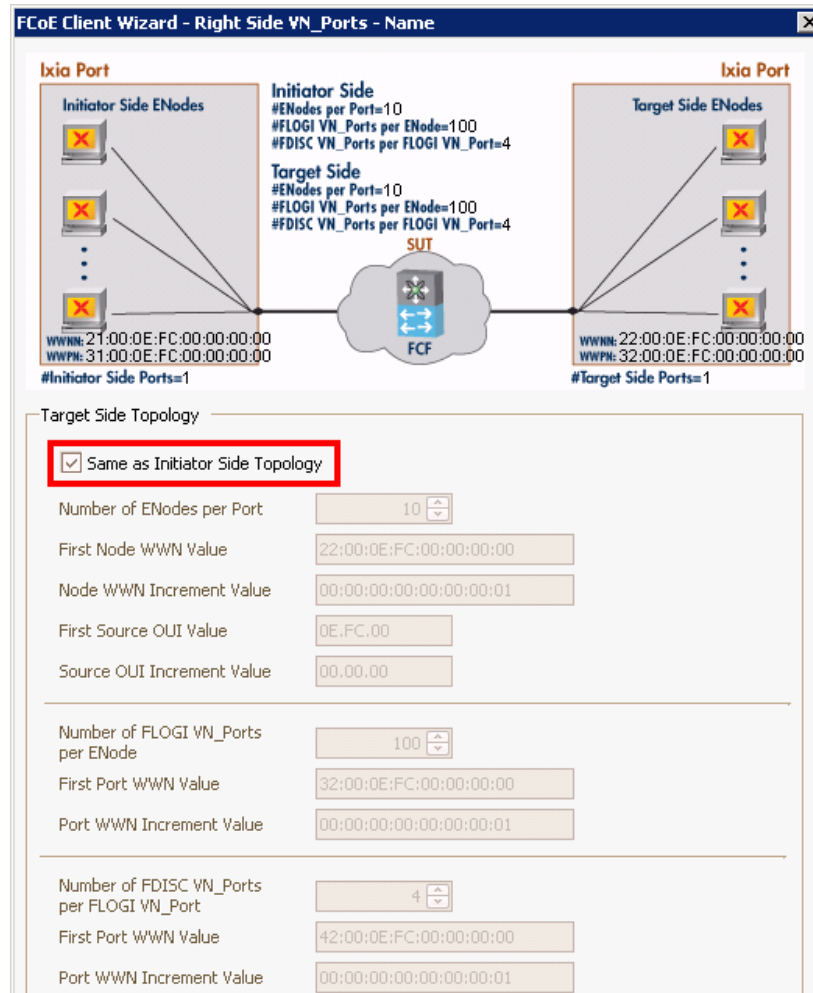 FCoE Client Wizard - Right Side VN_Ports - Name
Ixia Port
Ixia Port
Initiator Side ENodes
Initiator Side
#ENodes per Port=10
#FLOGI VN_Ports per ENode=100
#FDISC VN_Ports per FLOGI VN_Port=4
Target Side ENodes
Target Side
#ENodes per Port=10
#FLOGI VN_Ports per ENode=100
#FDISC VN_Ports per FLOGI VN_Port=4
SUT
FCF
WWNN: 21:00:0E:FC:00:00:00:00
WWPN: 31:00:0E:FC:00:00:00:00
WWNN: 22:00:0E:FC:00:00:00:00
WWPN: 32:00:0E:FC:00:00:00:00
#Initiator Side Ports=1
#Target Side Ports=1
Target Side Topology
Same as Initiator Side Topology
Number of ENodes per Port 10
First Node WWN Value 22:00:0E:FC:00:00:00:00
Node WWN Increment Value 00:00:00:00:00:00:00:01
First Source OUI Value 0E.FC.00
Source OUI Increment Value 00.00.00
Number of FLOGI VN_Ports
per ENode 100
First Port WWN Value 32:00:0E:FC:00:00:00:00
Port WWN Increment Value 00:00:00:00:00:00:00:01
Number of FDISC VN_Ports
per FLOGI VN_Port 4
First Port WWN Value 42:00:0E:FC:00:00:00:00
Port WWN Increment Value 00:00:00:00:00:00:00:01